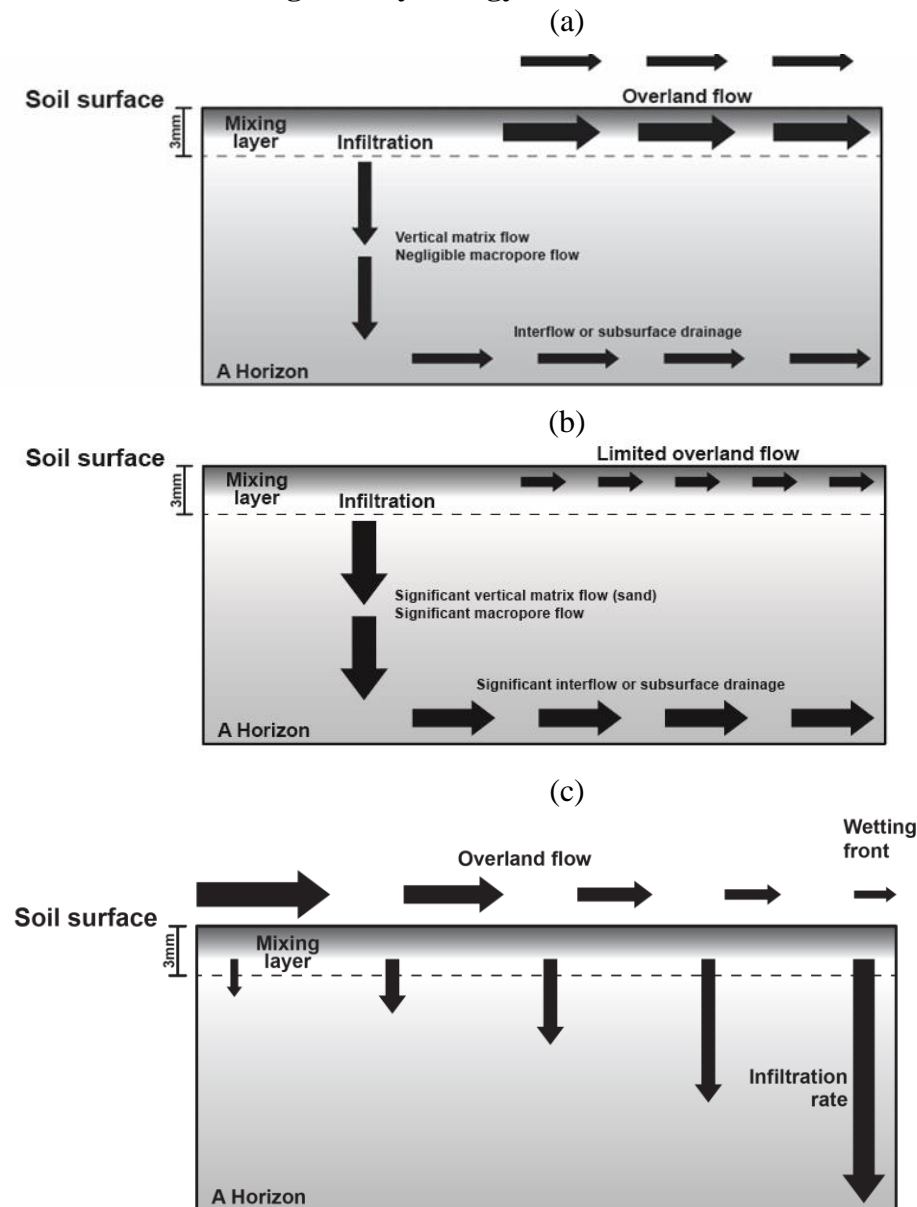 (a)
Soil surface
3mm
Mixing
layer
Infiltration
Overland flow
Vertical matrix flow
Negligible macropore flow
Interflow or subsurface drainage
A Horizon
(b)
Soil surface
3mm
Mixing
layer
Infiltration
Limited overland flow
Significant vertical matrix flow (sand)
Significant macropore flow
Significant interflow or subsurface drainage
A Horizon
(c)
Wetting
front
Overland flow
Soil surface
3mm
Mixing
layer
Infiltration
rate
A Horizon